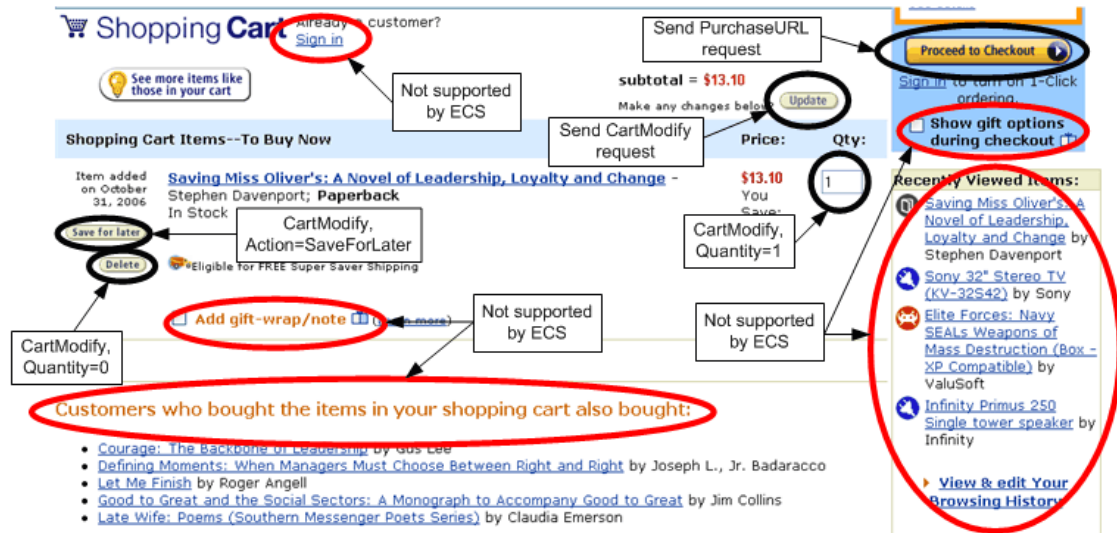 Shopping Cart
Already a customer?
Sign in
See more items like
those in your cart
Not supported
by ECS
Send PurchaseURL
request
subtotal = $13.10
Make any changes below
Update
Send CartModify
request
Proceed to Checkout
Sign in to turn on 1-Click
ordering.
Show gift options
during checkout
Shopping Cart Items--To Buy Now
Price:
Qty:
Item added
on October
31, 2006
Saving Miss Oliver's: A Novel of Leadership, Loyalty and Change -
Stephen Davenport; Paperback
In Stock
$13.10
You
Save:
1
Save for later
CartModify,
Action=SaveForLater
CartModify,
Quantity=1
Delete
Eligible for FREE Super Saver Shipping
Add gift-wrap/note
more)
Not supported
by ECS
Not supported
by ECS
CartModify,
Quantity=0
Customers who bought the items in your shopping cart also bought:
Courage: The Backbone of Leadership by Gus Lee
Defining Moments: When Managers Must Choose Between Right and Right by Joseph L., Jr. Badaracco
Let Me Finish by Roger Angell
Good to Great and the Social Sectors: A Monograph to Accompany Good to Great by Jim Collins
Late Wife: Poems (Southern Messenger Poets Series) by Claudia Emerson
Recently Viewed Items:
Saving Miss Oliver's: A
Novel of Leadership,
Loyalty and Change by
Stephen Davenport
Sony 32" Stereo TV
(KV-32S42) by Sony
Elite Forces: Navy
SEALs Weapons of
Mass Destruction (Box -
XP Compatible) by
ValuSoft
Infinity Primus 250
Single tower speaker by
Infinity
View & edit Your
Browsing History